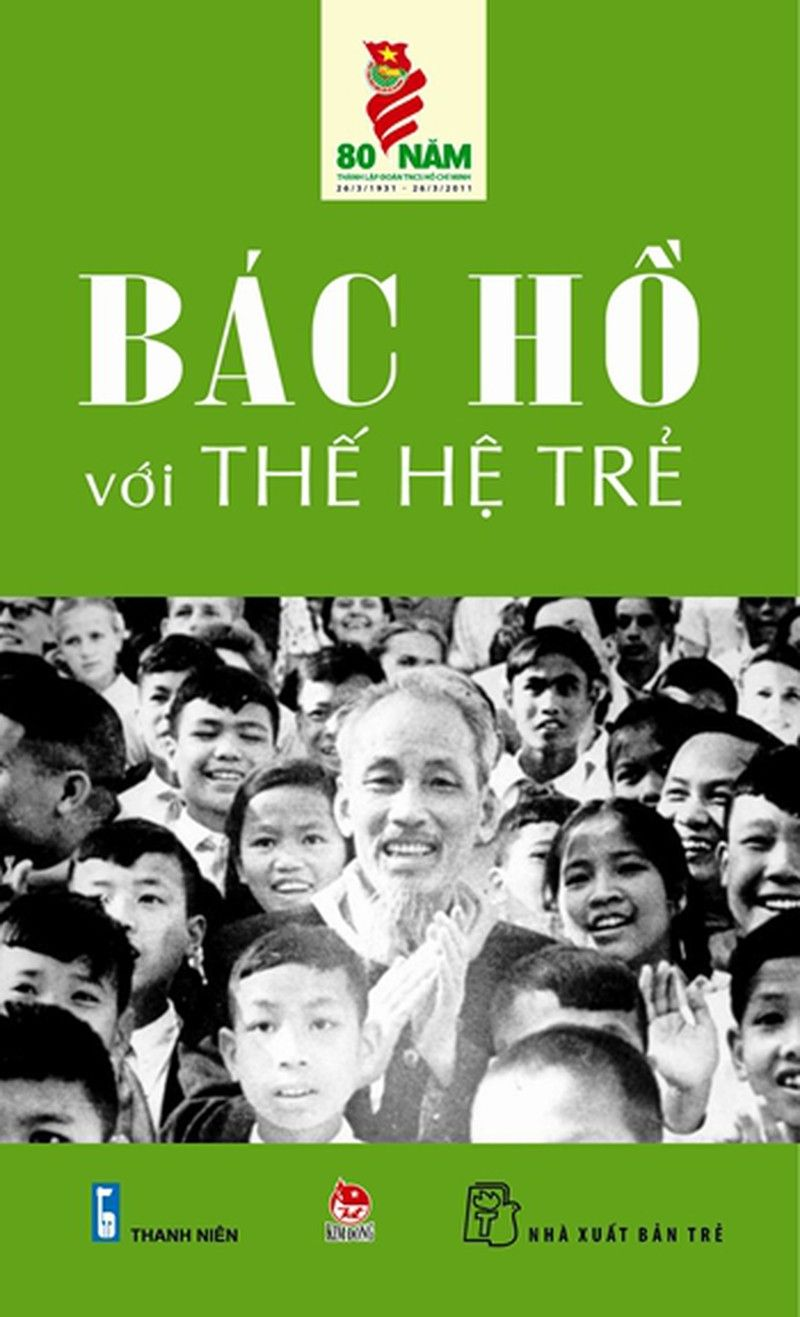 80 NĂM
THÀNH LẬP ĐOÀN TNCS HỒ CHÍ MINH
26/3/1931 - 26/3/2011
BÁC HỒ
với THẾ HỆ TRẺ
THANH NIÊN
KIM ĐỒNG
NHÀ XUẤT BẢN TRẺ